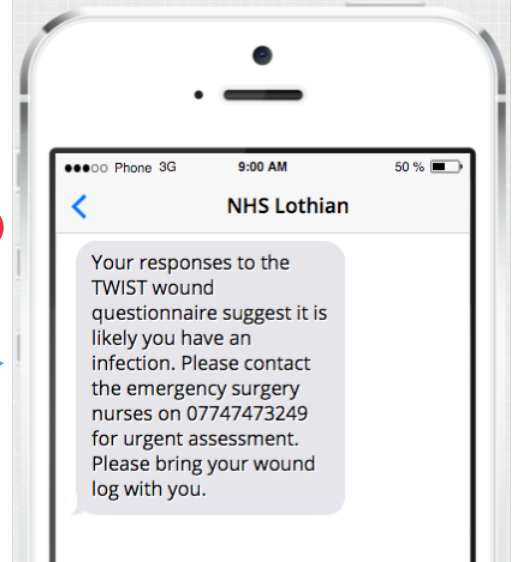 Phone 3G 9:00 AM 50 %
NHS Lothian
Your responses to the
TWIST wound
questionnaire suggest it is
likely you have an
infection. Please contact
the emergency surgery
nurses on 07747473249
for urgent assessment.
Please bring your wound
log with you.